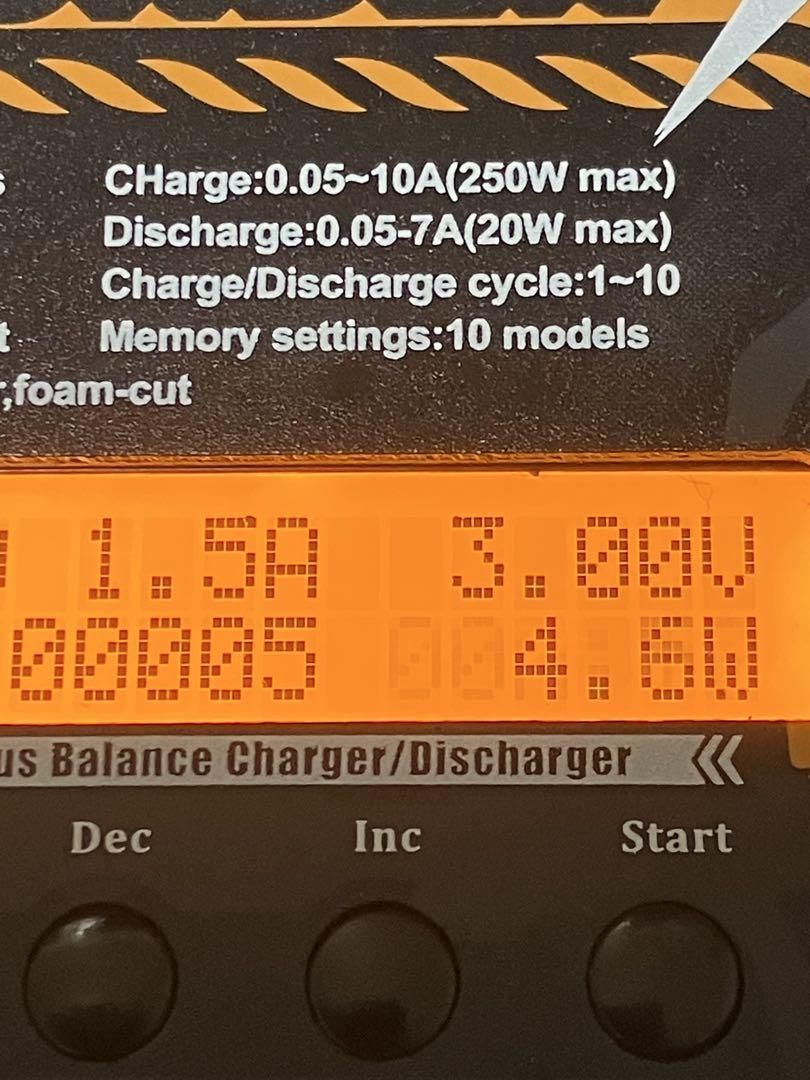 s CHarge:0.05~10A(250W max)
Discharge:0.05-7A(20W max)
Charge/Discharge cycle:1~10
t Memory settings:10 models
r,foam-cut
1.5A 3.00V
00005 4.6W
us Balance Charger/Discharger
Dec Inc Start